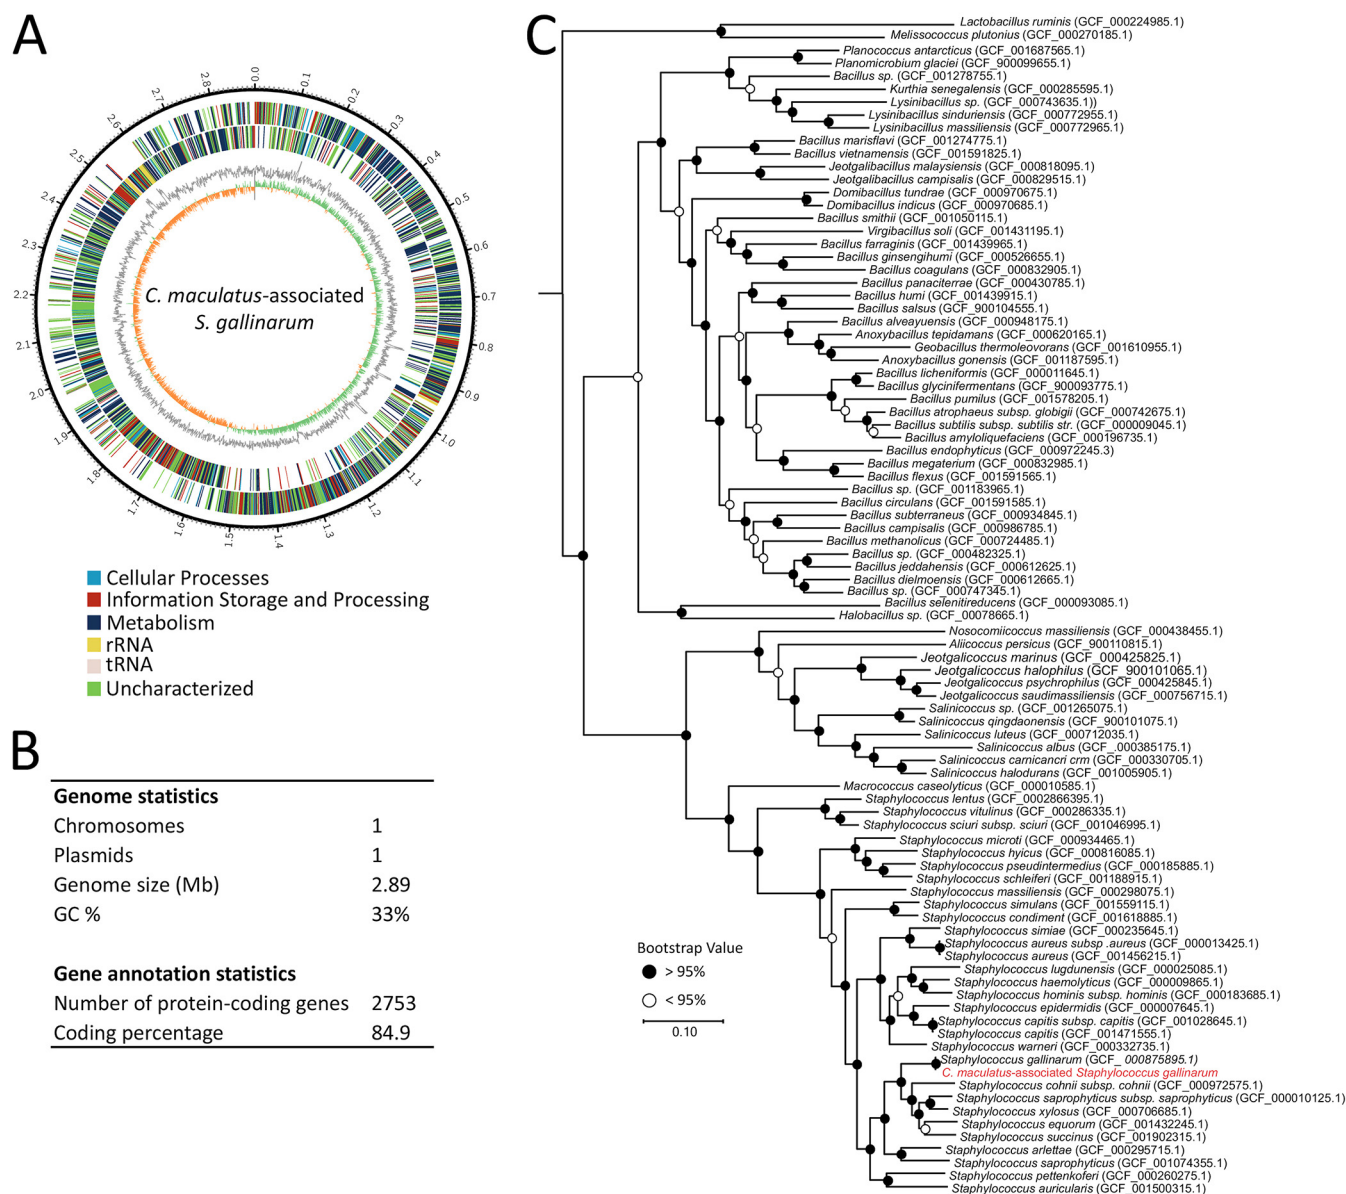 A
0.0
0.1
0.2
0.3
0.4
0.5
0.6
0.7
0.8
0.9
1.0
1.1
1.2
1.3
1.4
1.5
1.6
1.7
1.8
1.9
2.0
2.1
2.2
2.3
2.4
2.5
2.6
2.7
2.8
C. maculatus-associated
S. gallinarum
Cellular Processes
Information Storage and Processing
Metabolism
rRNA
tRNA
Uncharacterized
B
Genome statistics
Chromosomes 1
Plasmids 1
Genome size (Mb) 2.89
GC % 33%
Gene annotation statistics
Number of protein-coding genes 2753
Coding percentage 84.9
C
Lactobacillus ruminis (GCF_000224985.1)
Melissococcus plutonius (GCF_000270185.1)
Planococcus antarcticus (GCF_001687565.1)
Planomicrobium glaciei (GCF_900099655.1)
Bacillus sp. (GCF_001278755.1)
Kurthia senegalensis (GCF_000285595.1)
Lysinibacillus sp. (GCF_000743635.1))
Lysinibacillus sinduriensis (GCF_000772955.1)
Lysinibacillus massiliensis (GCF_000772965.1)
Bacillus marisflavi (GCF_001274775.1)
Bacillus vietnamensis (GCF_001591825.1)
Jeotgalibacillus malaysiensis (GCF_000818095.1)
Jeotgalibacillus campisalis (GCF_000829515.1)
Domibacillus tundrae (GCF_000970675.1)
Domibacillus indicus (GCF_000970685.1)
Bacillus smithii (GCF_001050115.1)
Virgibacillus soli (GCF_001431195.1)
Bacillus farraginis (GCF_001439965.1)
Bacillus ginsengihumi (GCF_000526655.1)
Bacillus coagulans (GCF_000832905.1)
Bacillus panaciterrae (GCF_000430785.1)
Bacillus humi (GCF_001439915.1)
Bacillus salsus (GCF_900104555.1)
Bacillus alveayuensis (GCF_000948175.1)
Anoxybacillus tepidamans (GCF_000620165.1)
Geobacillus thermoleovorans (GCF_001610955.1)
Anoxybacillus gonensis (GCF_001187595.1)
Bacillus licheniformis (GCF_000011645.1)
Bacillus glycinifermentans (GCF_900093775.1)
Bacillus pumilus (GCF_001578205.1)
Bacillus atrophaeus subsp. globigii (GCF_000742675.1)
Bacillus subtilis subsp. subtilis str. (GCF_000009045.1)
Bacillus amyloliquefaciens (GCF_000196735.1)
Bacillus endophyticus (GCF_000972245.3)
Bacillus megaterium (GCF_000832985.1)
Bacillus flexus (GCF_001591565.1)
Bacillus sp. (GCF_001183965.1)
Bacillus circulans (GCF_001591585.1)
Bacillus subterraneus (GCF_000934845.1)
Bacillus campisalis (GCF_000986785.1)
Bacillus methanolicus (GCF_000724485.1)
Bacillus sp. (GCF_000482325.1)
Bacillus jeddahensis (GCF_000612625.1)
Bacillus dielmoensis (GCF_000612665.1)
Bacillus sp. (GCF_000747345.1)
Bacillus selenitireducens (GCF_000093085.1)
Halobacillus sp. (GCF_00078665.1)
Nosocomiicoccus massiliensis (GCF_000438455.1)
Aliicoccus persicus (GCF_900110815.1)
Jeotgalicoccus marinus (GCF_000425825.1)
Jeotgalicoccus halophilus (GCF_900101065.1)
Jeotgalicoccus psychrophilus (GCF_000425845.1)
Jeotgalicoccus saudimassiliensis (GCF_000756715.1)
Salinicoccus sp. (GCF_001265075.1)
Salinicoccus qingdaonensis (GCF_900101075.1)
Salinicoccus luteus (GCF_000712035.1)
Salinicoccus albus (GCF_.000385175.1)
Salinicoccus carnicancri crm (GCF_000330705.1)
Salinicoccus halodurans (GCF_001005905.1)
Macrococcus caseolyticus (GCF_000010585.1)
Staphylococcus lentus (GCF_0002866395.1)
Staphylococcus vitulinus (GCF_000286335.1)
Staphylococcus sciuri subsp. sciuri (GCF_001046995.1)
Staphylococcus microti (GCF_000934465.1)
Staphylococcus hyicus (GCF_000816085.1)
Staphylococcus pseudintermedius (GCF_000185885.1)
Staphylococcus schleiferi (GCF_001188915.1)
Staphylococcus massiliensis (GCF_000298075.1)
Staphylococcus simulans (GCF_001559115.1)
Staphylococcus condiment (GCF_001618885.1)
Staphylococcus simiae (GCF_000235645.1)
Staphylococcus aureus subsp .aureus (GCF_000013425.1)
Staphylococcus aureus (GCF_001456215.1)
Staphylococcus lugdunensis (GCF_000025085.1)
Staphylococcus haemolyticus (GCF_000009865.1)
Staphylococcus hominis subsp. hominis (GCF_000183685.1)
Staphylococcus epidermidis (GCF_000007645.1)
Staphylococcus capitis subsp. capitis (GCF_001028645.1)
Staphylococcus capitis (GCF_001471555.1)
Staphylococcus warneri (GCF_000332735.1)
Staphylococcus gallinarum (GCF_ 000875895.1)
C. maculatus-associated Staphylococcus gallinarum
Staphylococcus cohnii subsp. cohnii (GCF_000972575.1)
Staphylococcus saprophyticus subsp. saprophyticus (GCF_000010125.1)
Staphylococcus xylosus (GCF_000706685.1)
Staphylococcus equorum (GCF_001432245.1)
Staphylococcus succinus (GCF_001902315.1)
Staphylococcus arlettae (GCF_000295715.1)
Staphylococcus saprophyticus (GCF_001074355.1)
Staphylococcus pettenkoferi (GCF_000260275.1)
Staphylococcus auricularis (GCF_001500315.1)
Bootstrap Value
> 95%
< 95%
0.10